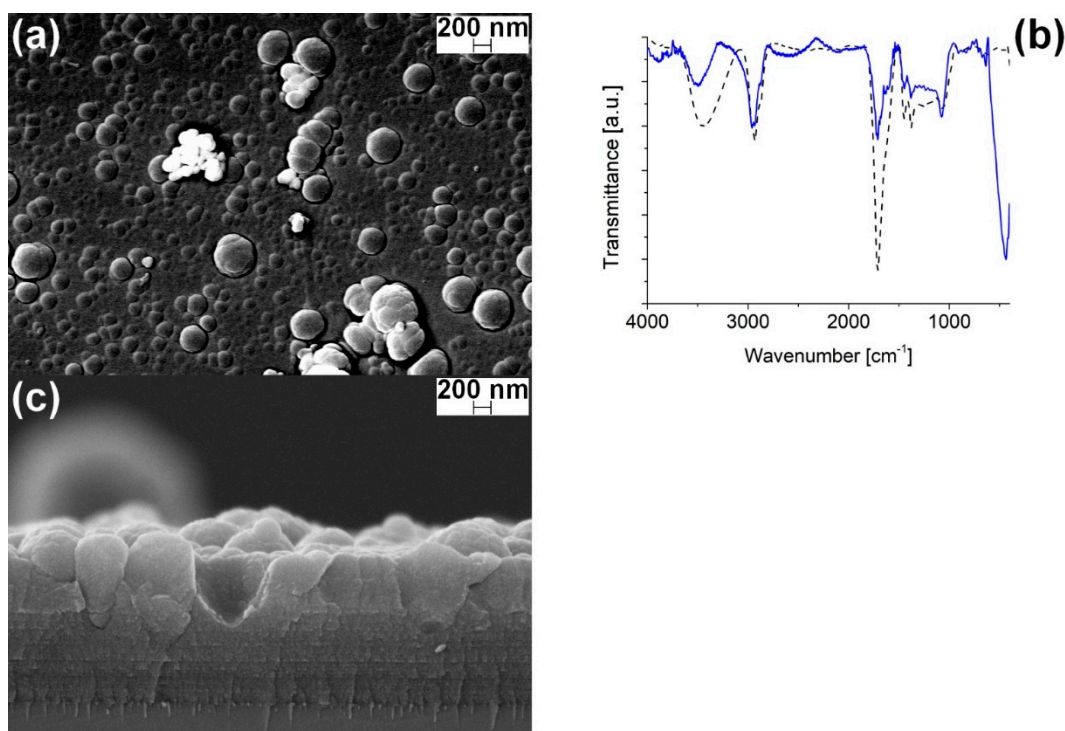 (a)
200 nm
(b)
Transmittance [a.u.]
4000 3000 2000 1000
Wavenumber [cm⁻¹]
(c)
200 nm